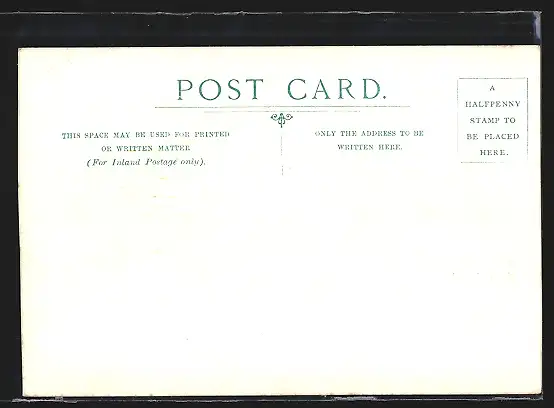 POST CARD.
THIS SPACE MAY BE USED FOR PRINTED
OR WRITTEN MATTER
(For Inland Postage only).
ONLY THE ADDRESS TO BE
WRITTEN HERE.
A
HALFPENNY
STAMP TO
BE PLACED
HERE.